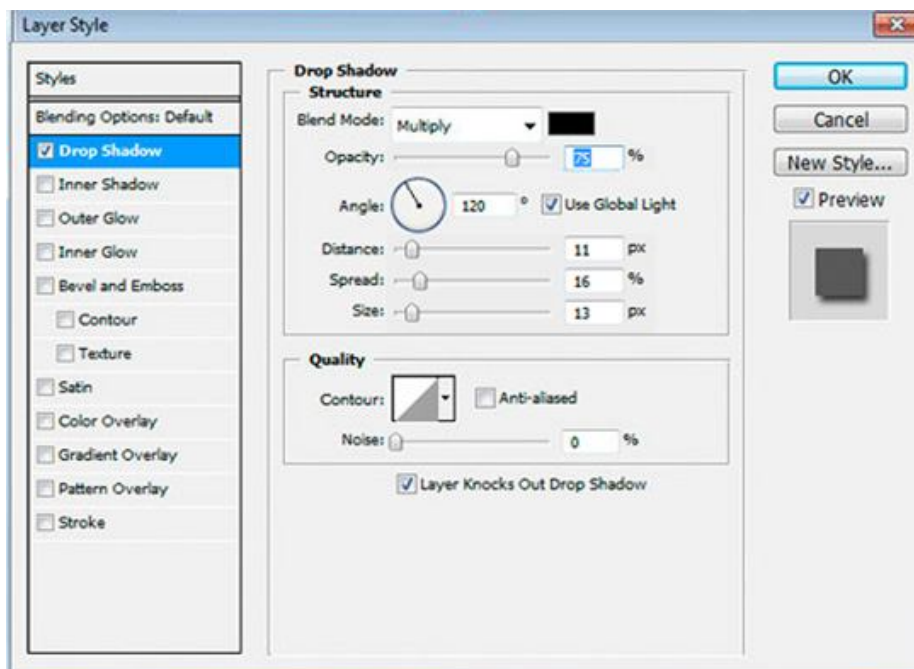 Layer Style
Styles
Blending Options: Default
Drop Shadow
Inner Shadow
Outer Glow
Inner Glow
Bevel and Emboss
Contour
Texture
Satin
Color Overlay
Gradient Overlay
Pattern Overlay
Stroke
Drop Shadow
Structure
Blend Mode: Multiply
Opacity: 75 %
Angle: 120 ° Use Global Light
Distance: 11 px
Spread: 16 %
Size: 13 px
Quality
Contour: Anti-aliased
Noise: 0 %
Layer Knocks Out Drop Shadow
OK
Cancel
New Style...
Preview